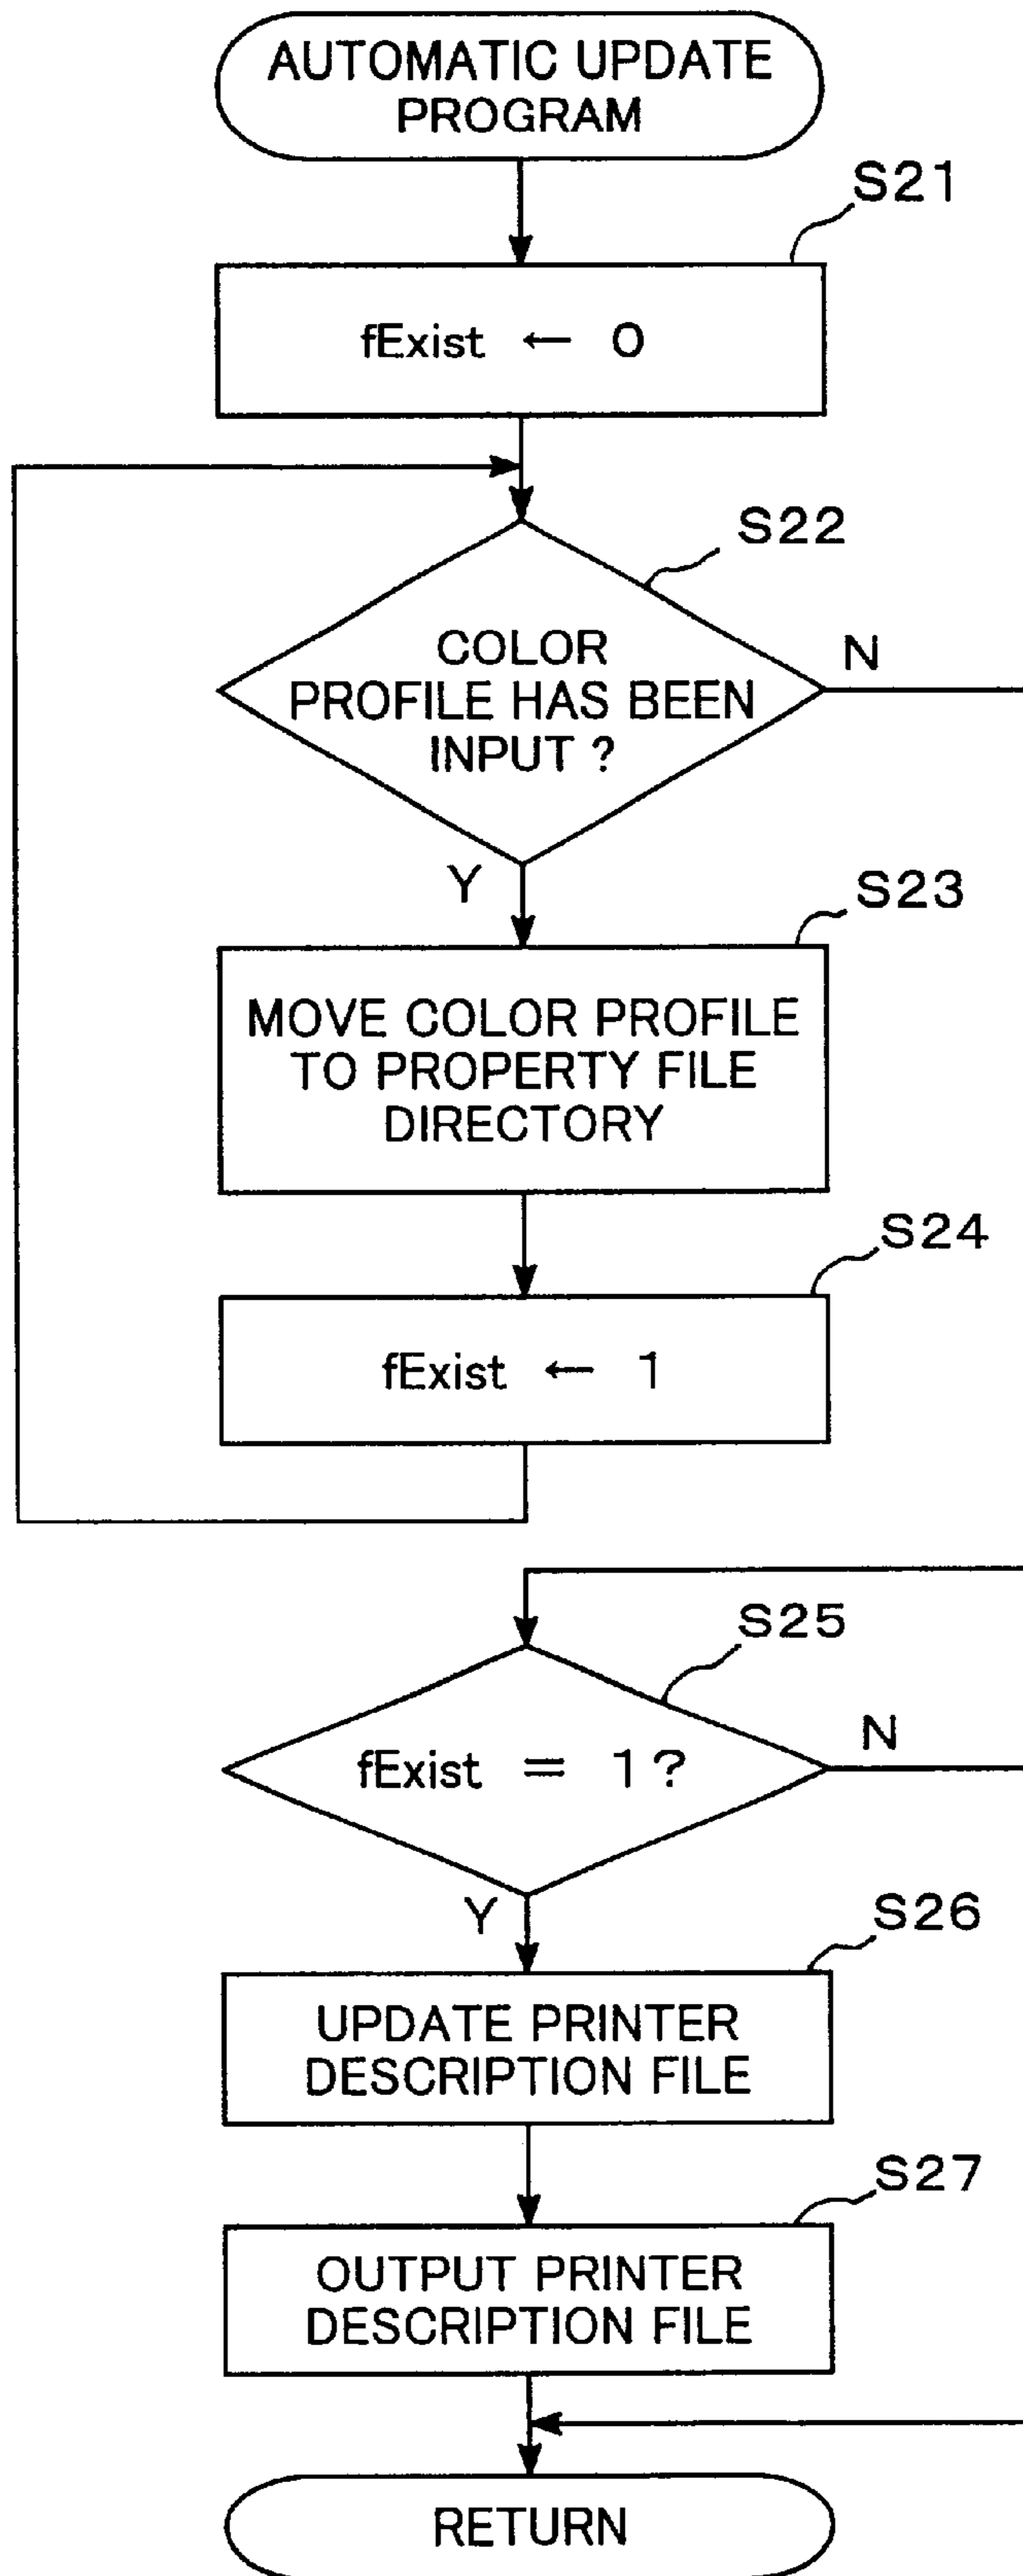 AUTOMATIC UPDATE
PROGRAM
S21
fExist ← 0
S22
COLOR
PROFILE HAS BEEN
INPUT ?
N
Y
S23
MOVE COLOR PROFILE
TO PROPERTY FILE
DIRECTORY
S24
fExist ← 1
S25
fExist = 1?
N
Y
S26
UPDATE PRINTER
DESCRIPTION FILE
S27
OUTPUT PRINTER
DESCRIPTION FILE
RETURN